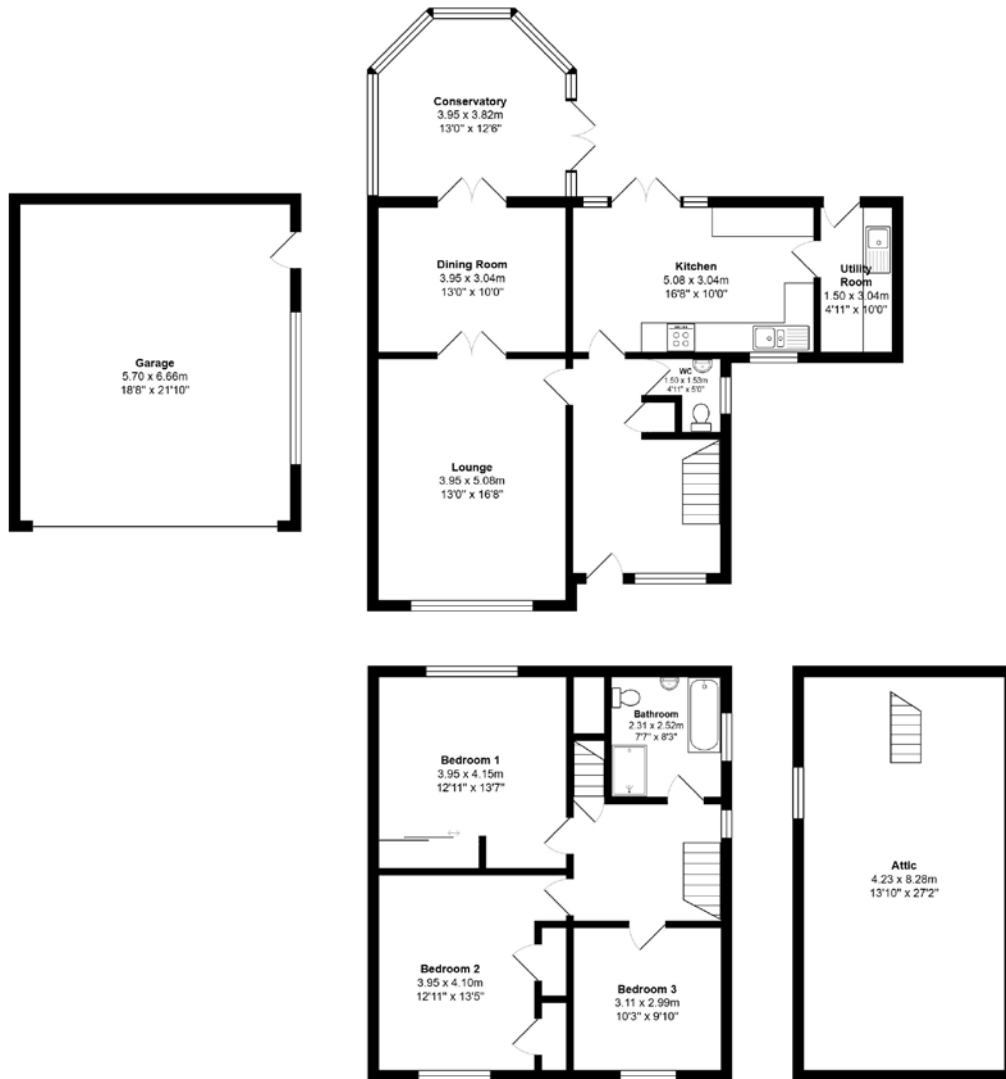 Conservatory
3.95 x 3.82m
13'0" x 12'6"
Dining Room
3.95 x 3.04m
13'0" x 10'0"
Kitchen
5.08 x 3.04m
16'8" x 10'0"
Utility
Room
1.50 x 3.04m
4'11" x 10'0"
Garage
5.70 x 6.66m
18'8" x 21'10"
WC
1.50 x 1.53m
4'11" x 5'0"
Lounge
3.95 x 5.08m
13'0" x 16'8"
Bathroom
2.31 x 2.52m
7'7" x 8'3"
Bedroom 1
3.95 x 4.15m
12'11" x 13'7"
Attic
4.23 x 8.28m
13'10" x 27'2"
Bedroom 2
3.95 x 4.10m
12'11" x 13'5"
Bedroom 3
3.11 x 2.99m
10'3" x 9'10"